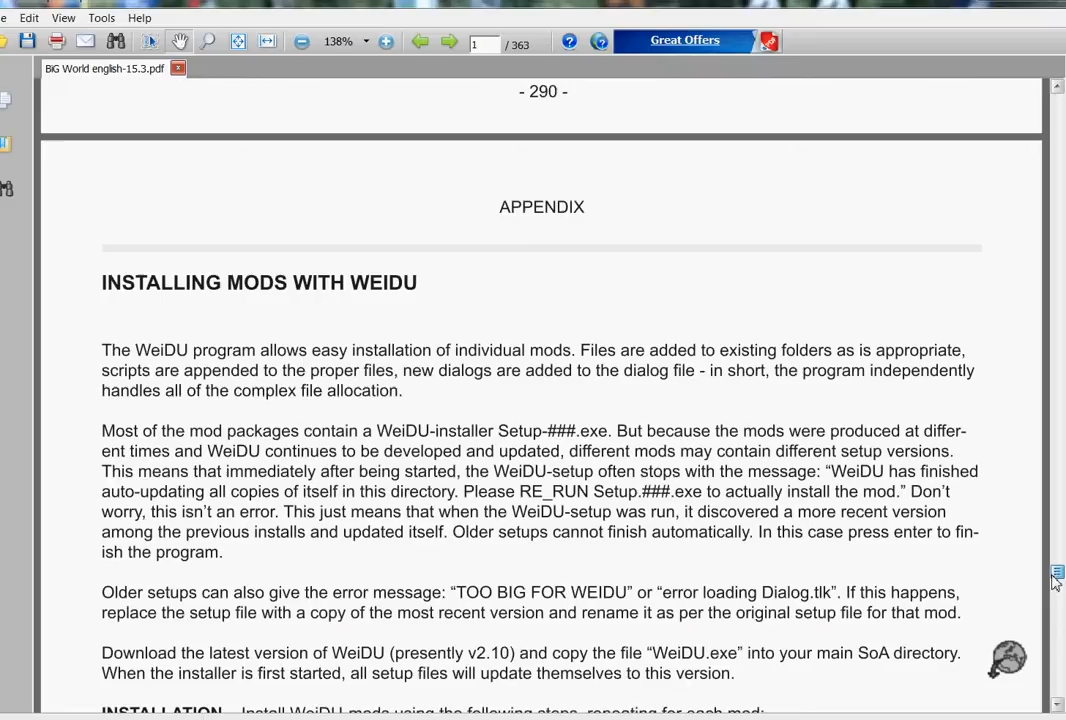 Edit View Tools Help
138% 1 / 363 ? Great Offers
BiG World english-15.3.pdf x
- 290 -
APPENDIX
INSTALLING MODS WITH WEIDU
The WeiDU program allows easy installation of individual mods. Files are added to existing folders as is appropriate,
scripts are appended to the proper files, new dialogs are added to the dialog file - in short, the program independently
handles all of the complex file allocation.
Most of the mod packages contain a WeiDU-installer Setup-###.exe. But because the mods were produced at differ-
ent times and WeiDU continues to be developed and updated, different mods may contain different setup versions.
This means that immediately after being started, the WeiDU-setup often stops with the message: “WeiDU has finished
auto-updating all copies of itself in this directory. Please RE_RUN Setup.###.exe to actually install the mod.” Don’t
worry, this isn’t an error. This just means that when the WeiDU-setup was run, it discovered a more recent version
among the previous installs and updated itself. Older setups cannot finish automatically. In this case press enter to fin-
ish the program.
Older setups can also give the error message: “TOO BIG FOR WEIDU” or “error loading Dialog.tlk”. If this happens,
replace the setup file with a copy of the most recent version and rename it as per the original setup file for that mod.
Download the latest version of WeiDU (presently v2.10) and copy the file “WeiDU.exe” into your main SoA directory.
When the installer is first started, all setup files will update themselves to this version.
INSTALLATION - Install WeiDU mods using the following steps, repeating for each mod: